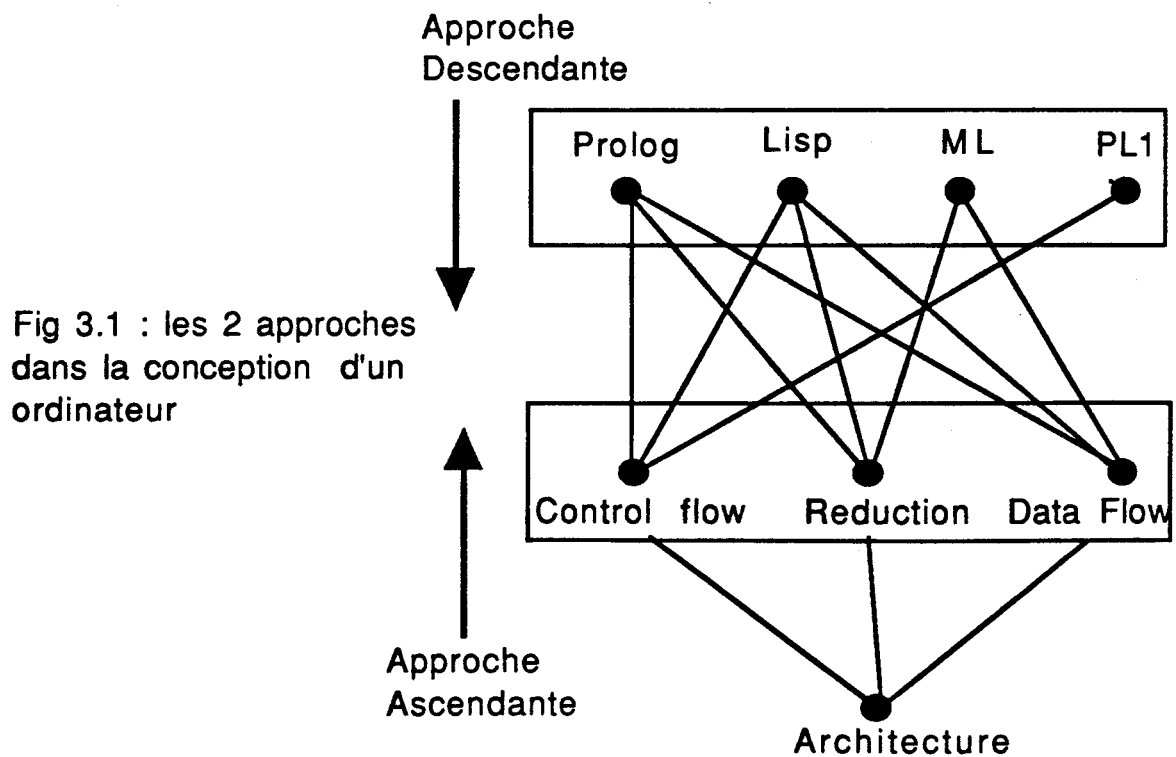 Approche
Descendante
Prolog Lisp ML PL1
Fig 3.1 : les 2 approches
dans la conception d'un
ordinateur
Control flow Reduction Data Flow
Approche
Ascendante
Architecture